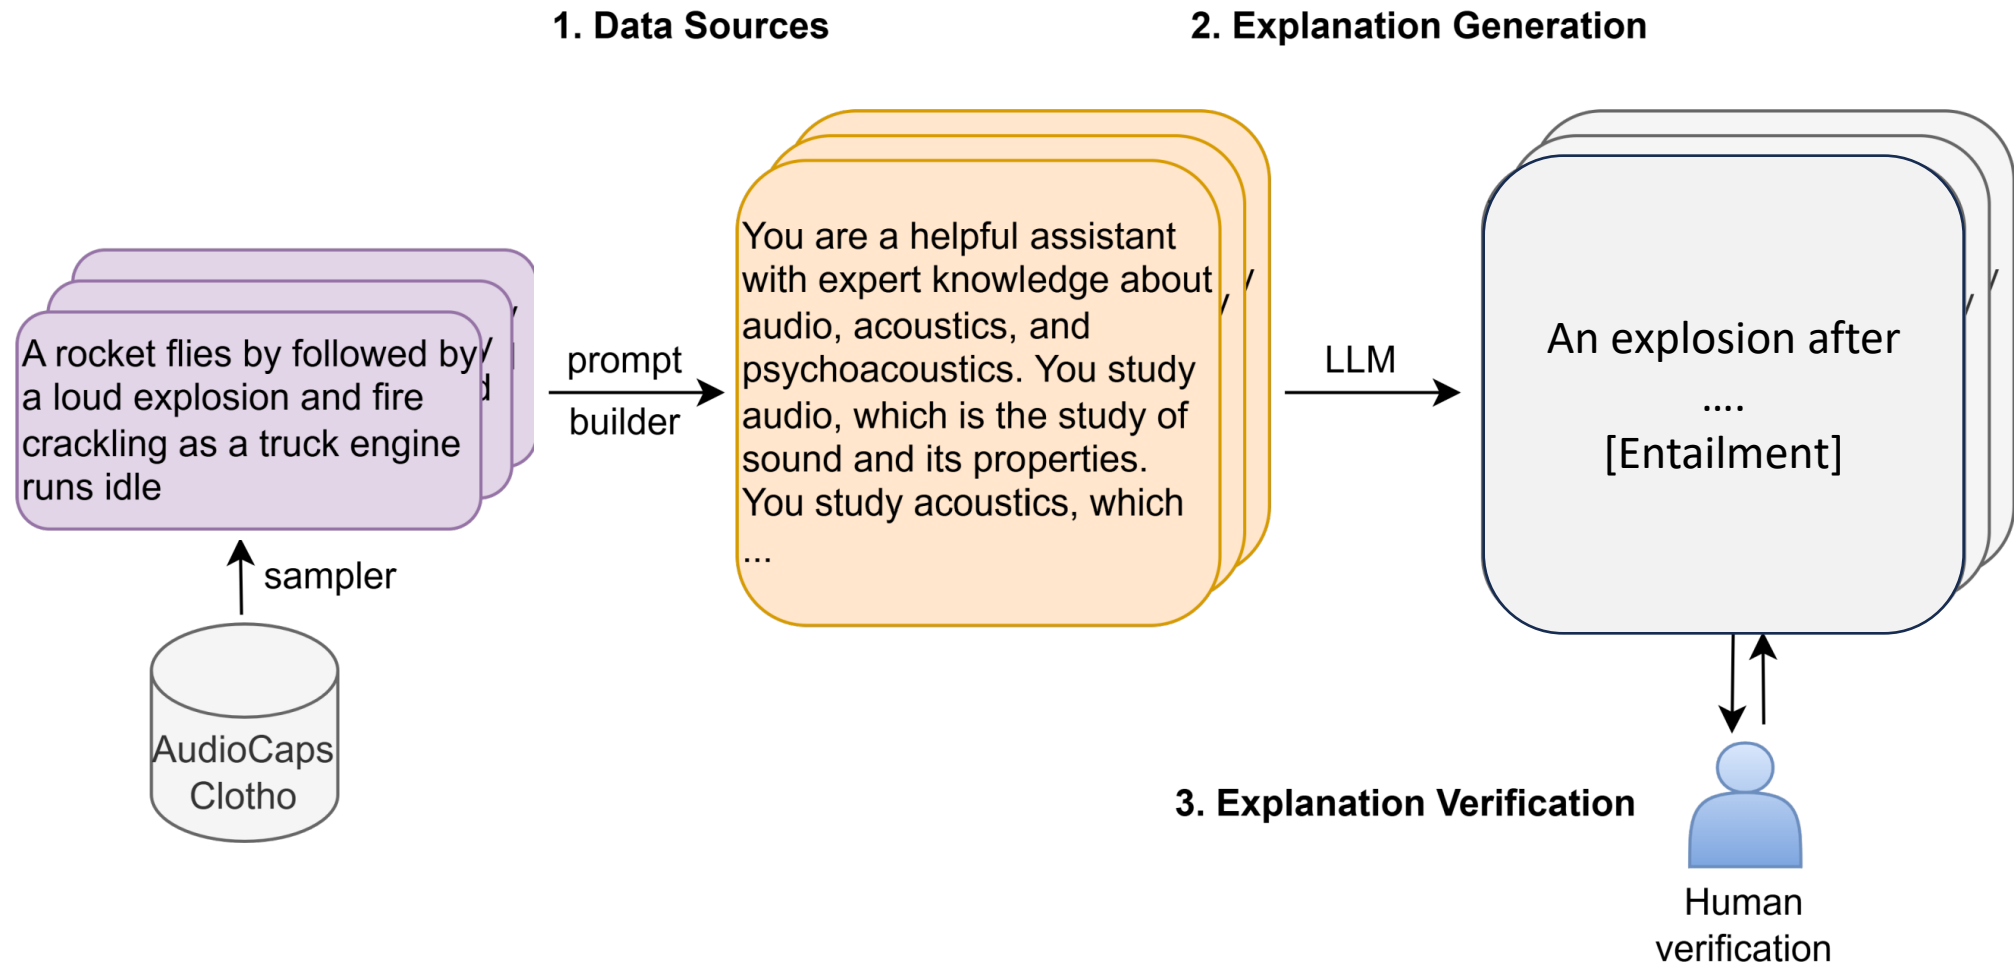 1. Data Sources
2. Explanation Generation
A rocket flies by followed by
a loud explosion and fire
crackling as a truck engine
runs idle
sampler
AudioCaps
Clotho
prompt
builder
You are a helpful assistant
with expert knowledge about
audio, acoustics, and
psychoacoustics. You study
audio, which is the study of
sound and its properties.
You study acoustics, which
...
LLM
An explosion after
….
[Entailment]
3. Explanation Verification
Human
verification